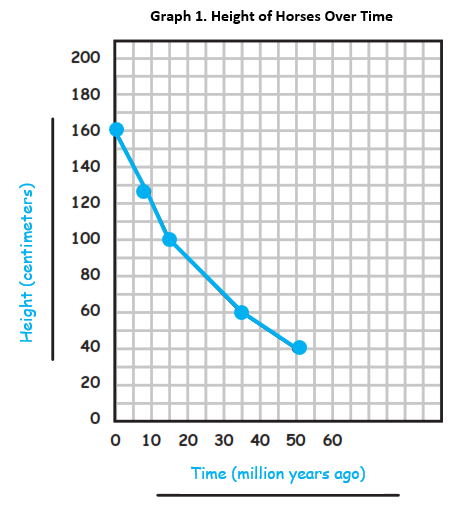 Graph 1. Height of Horses Over Time
200
180
160
140
120
100
80
60
40
20
0
Height (centimeters)
0 10 20 30 40 50 60
Time (million years ago)